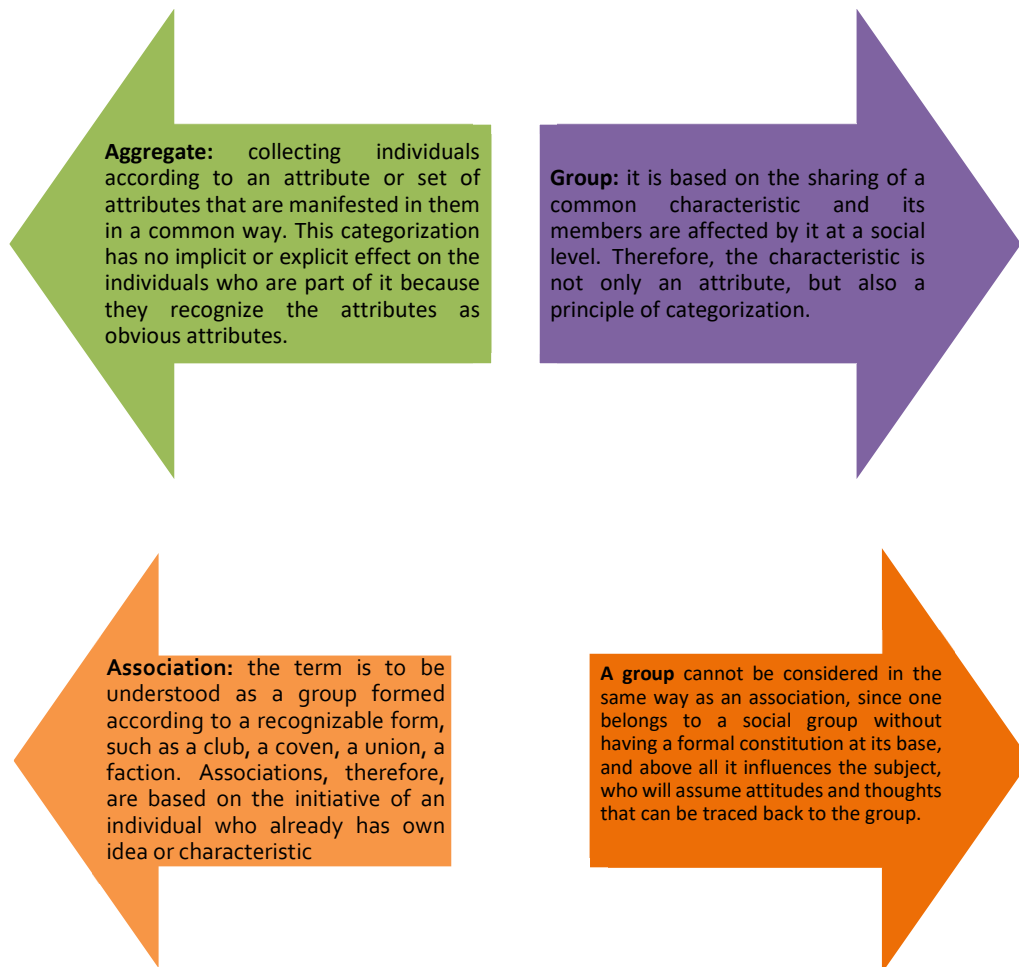 Aggregate: collecting individuals
according to an attribute or set of
attributes that are manifested in them
in a common way. This categorization
has no implicit or explicit effect on the
individuals who are part of it because
they recognize the attributes as
obvious attributes.
Group: it is based on the sharing of a
common characteristic and its
members are affected by it at a social
level. Therefore, the characteristic is
not only an attribute, but also a
principle of categorization.
Association: the term is to be
understood as a group formed
according to a recognizable form,
such as a club, a coven, a union, a
faction. Associations, therefore,
are based on the initiative of an
individual who already has own
idea or characteristic
A group cannot be considered in the
same way as an association, since one
belongs to a social group without
having a formal constitution at its base,
and above all it influences the subject,
who will assume attitudes and thoughts
that can be traced back to the group.